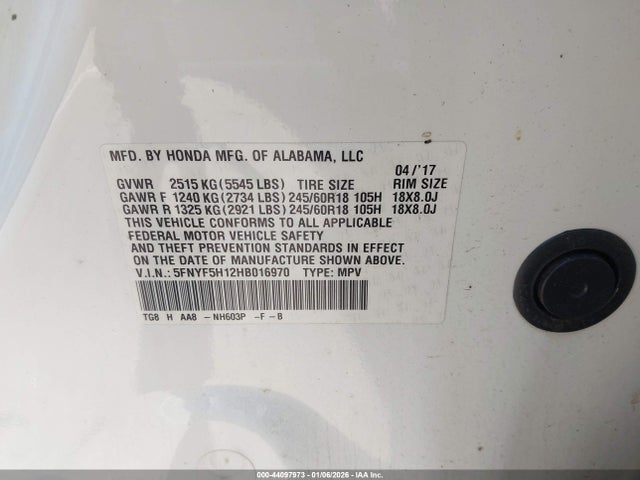 MFD. BY HONDA MFG. OF ALABAMA, LLC
04 /'17
GVWR 2515 KG (5545 LBS) TIRE SIZE RIM SIZE
GAWR F 1240 KG (2734 LBS) 245/60R18 105H 18X8.0J
GAWR R 1325 KG (2921 LBS) 245/60R18 105H 18X8.0J
THIS VEHICLE CONFORMS TO ALL APPLICABLE
FEDERAL MOTOR VEHICLE SAFETY
AND THEFT PREVENTION STANDARDS IN EFFECT
ON THE DATE OF MANUFACTURE SHOWN ABOVE.
V.I.N.: 5FNYF5H12HB016970 TYPE: MPV
TG8 H AA8 - NH603P - F - 8
00-44097973 - 01/06/2026 - IAA Inc.